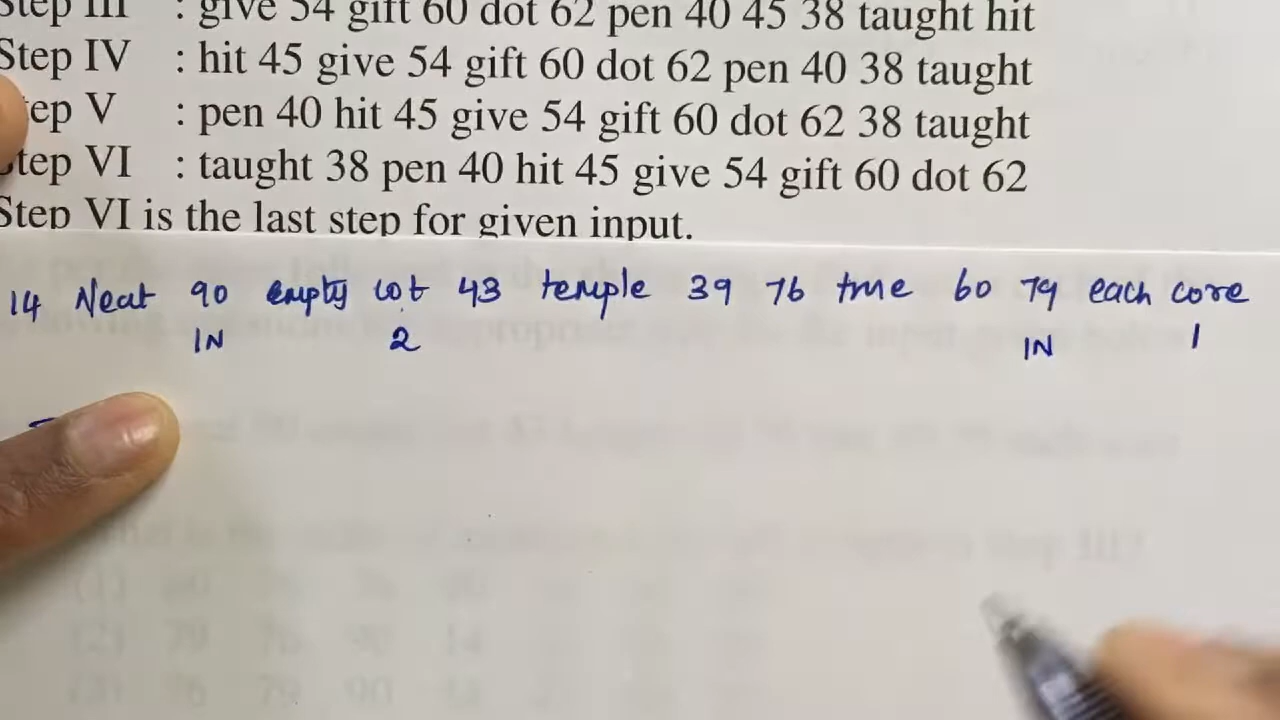 Step III : give 54 gift 60 dot 62 pen 40 45 38 taught hit
Step IV : hit 45 give 54 gift 60 dot 62 pen 40 38 taught
tep V : pen 40 hit 45 give 54 gift 60 dot 62 38 taught
Step VI : taught 38 pen 40 hit 45 give 54 gift 60 dot 62
Step VI is the last step for given input.
14 Neat 90 empty cot 43 temple 39 76 true 60 79 each core
IN 2 IN 1